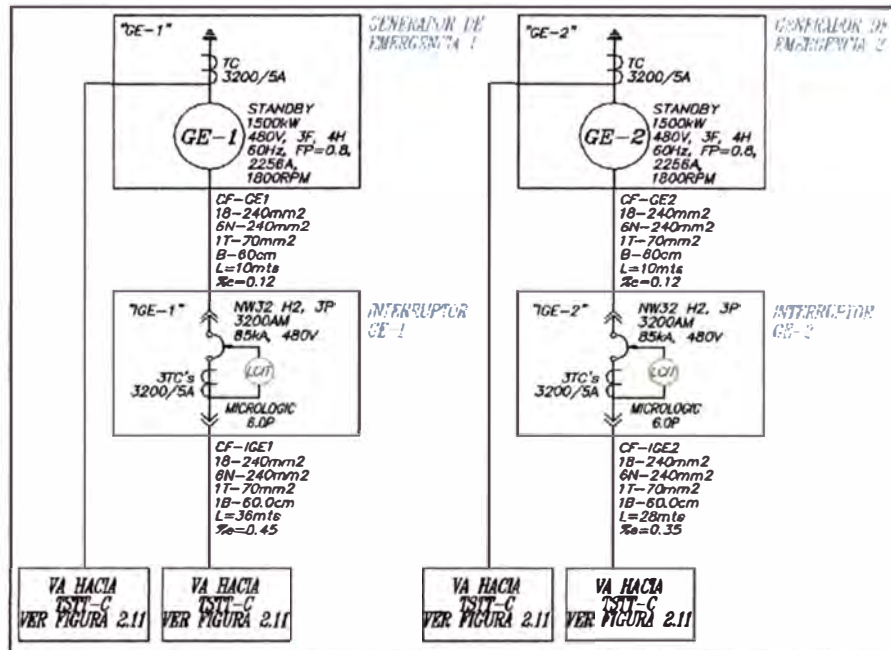 "GE-1"
GENERADOR DE
EMERGENCIA 1
TC
3200/5A
GE-1
STANDBY
1500kW
480V, 3F, 4H
60Hz, FP=0.8,
2256A,
1800RPM
CF-GE1
18-240mm2
6N-240mm2
1T-70mm2
B-60cm
L=10mts
%e=0.12
"IGE-1"
INTERRUPTOR
GE-1
NW32 H2, 3P
3200AM
85kA, 480V
3TC's
3200/5A
MICROLOGIC
6.0P
CF-IGE1
18-240mm2
6N-240mm2
1T-70mm2
1B-60.0cm
L=36mts
%e=0.45
VA HACIA
TSTT-C
VER FIGURA 2.11
VA HACIA
TSTT-C
VER FIGURA 2.11
"GE-2"
GENERADOR DE
EMERGENCIA 2
TC
3200/5A
GE-2
STANDBY
1500kW
480V, 3F, 4H
60Hz, FP=0.8,
2256A,
1800RPM
CF-GE2
18-240mm2
6N-240mm2
1T-70mm2
B-60cm
L=10mts
%e=0.12
"IGE-2"
INTERRUPTOR
GE-2
NW32 H2, 3P
3200AM
85kA, 480V
3TC's
3200/5A
MICROLOGIC
6.0P
CF-IGE2
18-240mm2
6N-240mm2
1T-70mm2
1B-60.0cm
L=28mts
%e=0.35
VA HACIA
TSTT-C
VER FIGURA 2.11
VA HACIA
TSTT-C
VER FIGURA 2.11